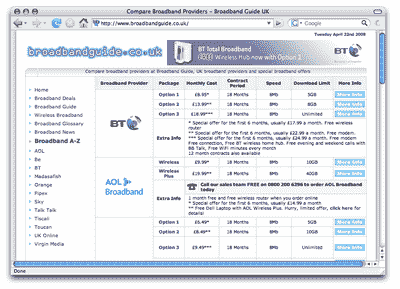 Compare Broadband Providers - Broadband Guide UK
http://www.broadbandguide.co.uk/
Google
Tuesday April 22nd 2008
broadbandguide.co.uk
BT Total Broadband
Wireless Hub now with Option 1
BT
Compare broadband providers at Broadband Guide, UK broadband providers and special broadband offers
Home
Broadband Deals
Broadband Guide
Wireless Broadband
Broadband Glossary
Broadband News
Broadband A-Z
AOL
Be
BT
Madasafish
Orange
Pipex
Sky
Talk Talk
Tiscali
Toucan
UK Online
Virgin Media
Broadband Provider Package Monthly Cost Contract Period Speed Download Limit More Info
BT
Option 1 £8.95* 18 Months 8Mb 5GB More Info
Option 2 £13.99** 18 Months 8Mb 8GB More Info
Option 3 £18.99*** 18 Months 8Mb Unlimited More Info
Extra Info
* Special offer for the first 6 months, usually £17.99 a month. Free wireless router
** Special offer for the first 6 months, usually £22.99 a month. Free modem.
*** Special offer for the first 6 months, usually £24.99 a month. Free modem
Free connection, Free BT wireless home hub. Free evening and weekend calls with BB Talk, Free WiFi minutes every month
12 month contracts also available
AOL Broadband
Wireless £9.99* 18 Months 8Mb 10GB More Info
Wireless Plus £19.99* 18 Months 8Mb 40GB More Info
Extra Info
Call our sales team FREE on 0800 200 6396 to order AOL Broadband today
1 month free and free wireless router when you order online
* Special offer for the first 6 months, usually £14.99 a month
** Free Dell Laptop with AOL Wireless Plus. Hurry, limited offer, click here for details!
Option 1 £6.49* 18 Months 8Mb 5GB More Info
Option 2 £8.49** 18 Months 8Mb 10GB More Info
Option 3 £9.49*** 18 Months 8Mb Unlimited More Info
Done